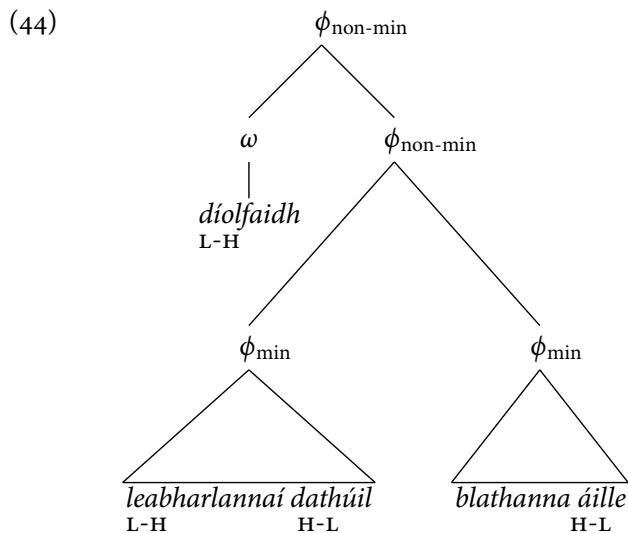 (44)
ϕnon-min
ω ϕnon-min
díolfaidh
L-H
ϕmin ϕmin
leabharlannaí dathúil blathanna áille
L-H H-L H-L